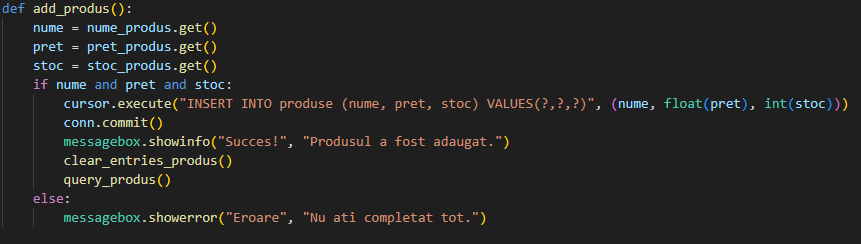 def add_produs():
    nume = nume_produs.get()
    pret = pret_produs.get()
    stoc = stoc_produs.get()
    if nume and pret and stoc:
        cursor.execute("INSERT INTO produse (nume, pret, stoc) VALUES(?,?,?)", (nume, float(pret), int(stoc)))
        conn.commit()
        messagebox.showinfo("Succes!", "Produsul a fost adaugat.")
        clear_entries_produs()
        query_produs()
    else:
        messagebox.showerror("Eroare", "Nu ati completat tot.")